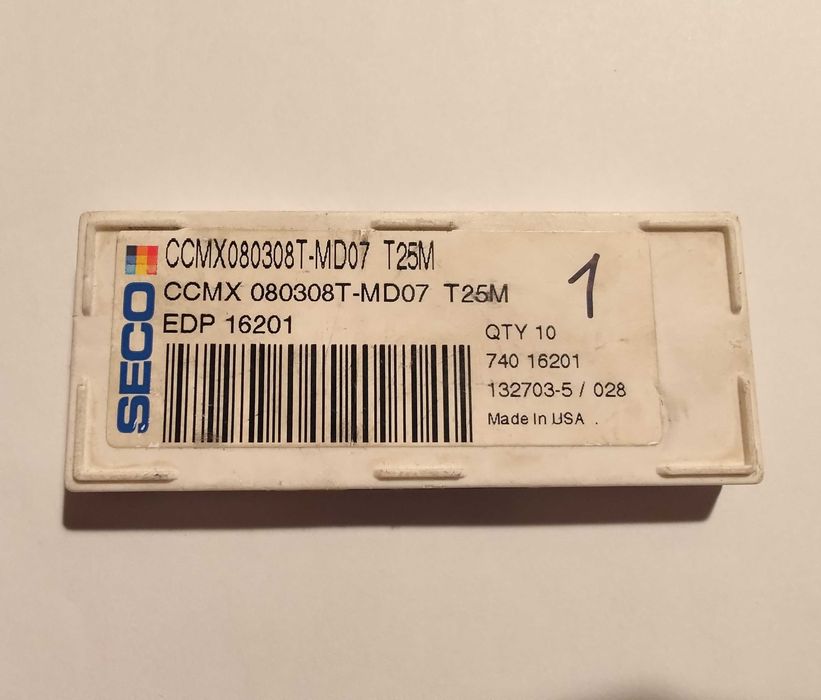 SECO
CCMX080308T-MD07 T25M
CCMX 080308T-MD07 T25M
EDP 16201
1
QTY 10
740 16201
132703-5 / 028
Made In USA .